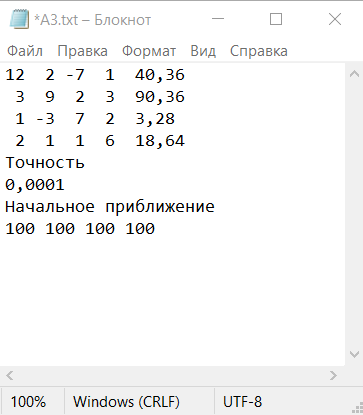 *A3.txt – Блокнот
Файл Правка Формат Вид Справка
12 2 -7 1 40,36
3 9 2 3 90,36
1 -3 7 2 3,28
2 1 1 6 18,64
Точность
0,0001
Начальное приближение
100 100 100 100
100% Windows (CRLF) UTF-8